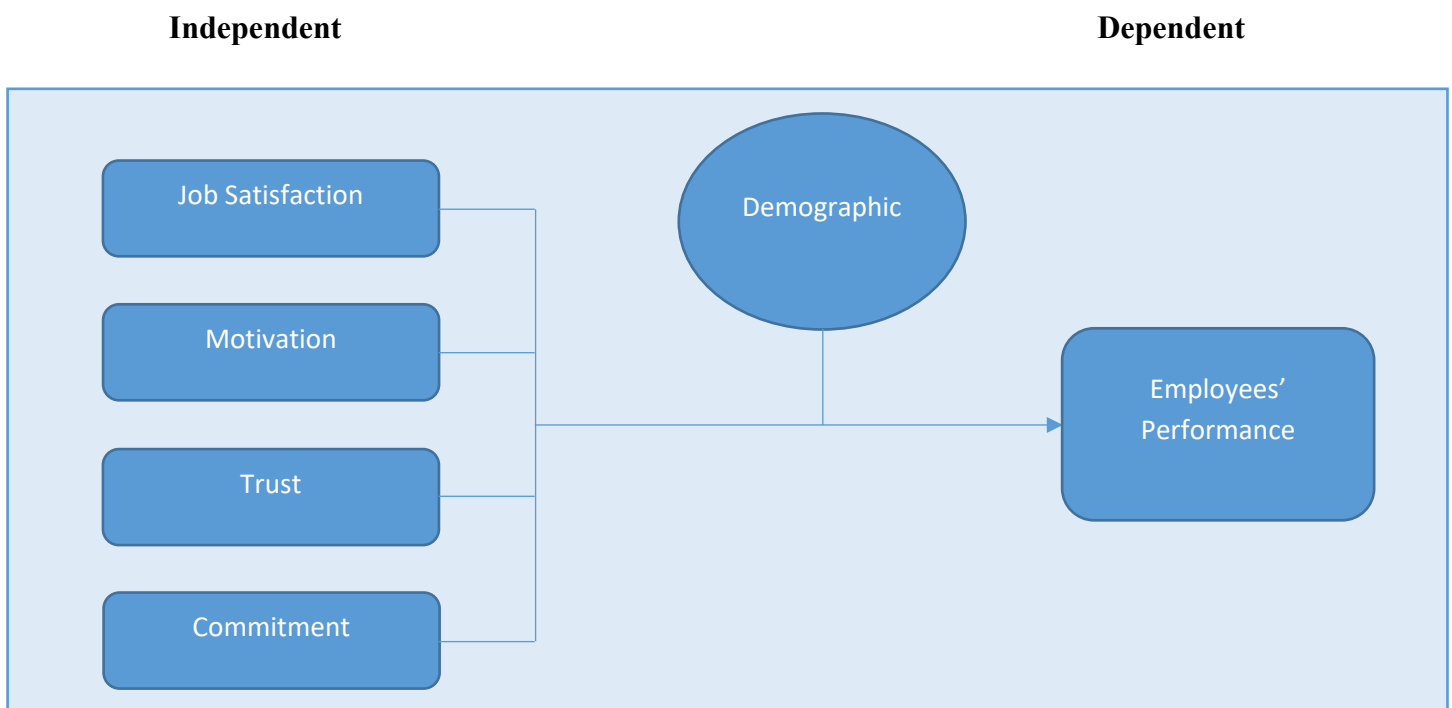 Independent
Dependent
Job Satisfaction
Demographic
Motivation
Employees’
Performance
Trust
Commitment